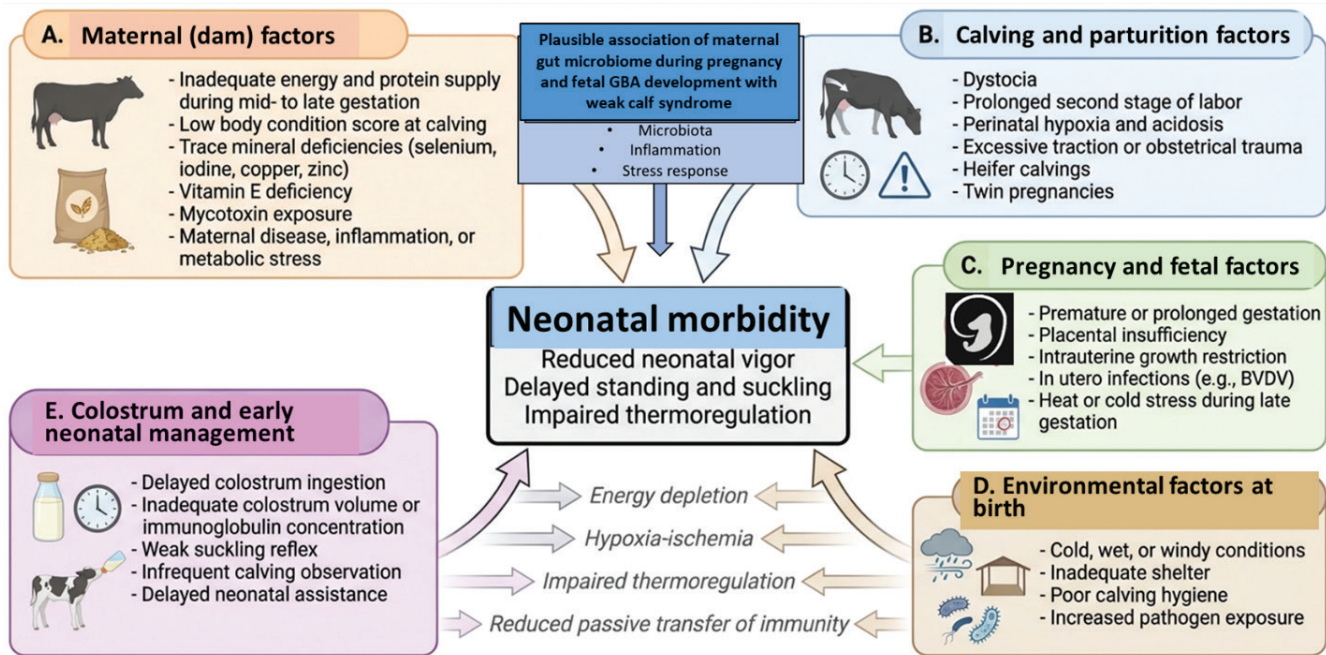 A. Maternal (dam) factors
- Inadequate energy and protein supply
during mid- to late gestation
- Low body condition score at calving
- Trace mineral deficiencies (selenium,
iodine, copper, zinc)
- Vitamin E deficiency
- Mycotoxin exposure
- Maternal disease, inflammation, or
metabolic stress
Plausible association of maternal
gut microbiome during pregnancy
and fetal GBA development with
weak calf syndrome
• Microbiota
• Inflammation
• Stress response
B. Calving and parturition factors
- Dystocia
- Prolonged second stage of labor
- Perinatal hypoxia and acidosis
- Excessive traction or obstetrical trauma
- Heifer calvings
- Twin pregnancies
C. Pregnancy and fetal factors
- Premature or prolonged gestation
- Placental insufficiency
- Intrauterine growth restriction
- In utero infections (e.g., BVDV)
- Heat or cold stress during late
gestation
Neonatal morbidity
Reduced neonatal vigor
Delayed standing and suckling
Impaired thermoregulation
E. Colostrum and early
neonatal management
- Delayed colostrum ingestion
- Inadequate colostrum volume or
immunoglobulin concentration
- Weak suckling reflex
- Infrequent calving observation
- Delayed neonatal assistance
Energy depletion
Hypoxia-ischemia
Impaired thermoregulation
Reduced passive transfer of immunity
D. Environmental factors at
birth
- Cold, wet, or windy conditions
- Inadequate shelter
- Poor calving hygiene
- Increased pathogen exposure